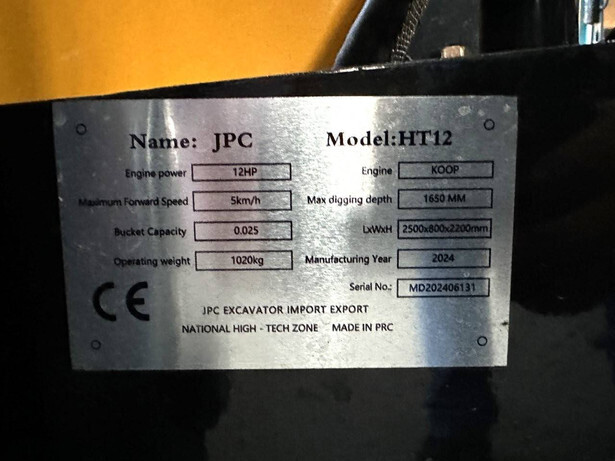 Name: JPC Model:HT12
Engine power 12HP Engine KOOP
Maximum Forward Speed 5km/h Max digging depth 1650 MM
Bucket Capacity 0.025 LxWxH 2500x800x2200mm
Operating weight 1020kg Manufacturing Year 2024
Serial No.: MD202406131
CE JPC EXCAVATOR IMPORT EXPORT
NATIONAL HIGH - TECH ZONE MADE IN PRC